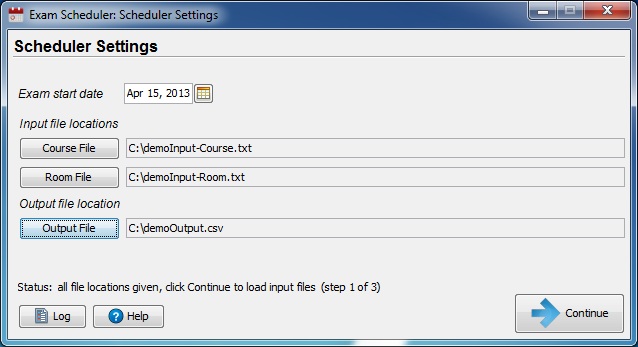 Exam Scheduler: Scheduler Settings
Scheduler Settings
Exam start date Apr 15, 2013
Input file locations
Course File C:\demoInput-Course.txt
Room File C:\demoInput-Room.txt
Output file location
Output File C:\demoOutput.csv
Status: all file locations given, click Continue to load input files (step 1 of 3)
Log Help Continue